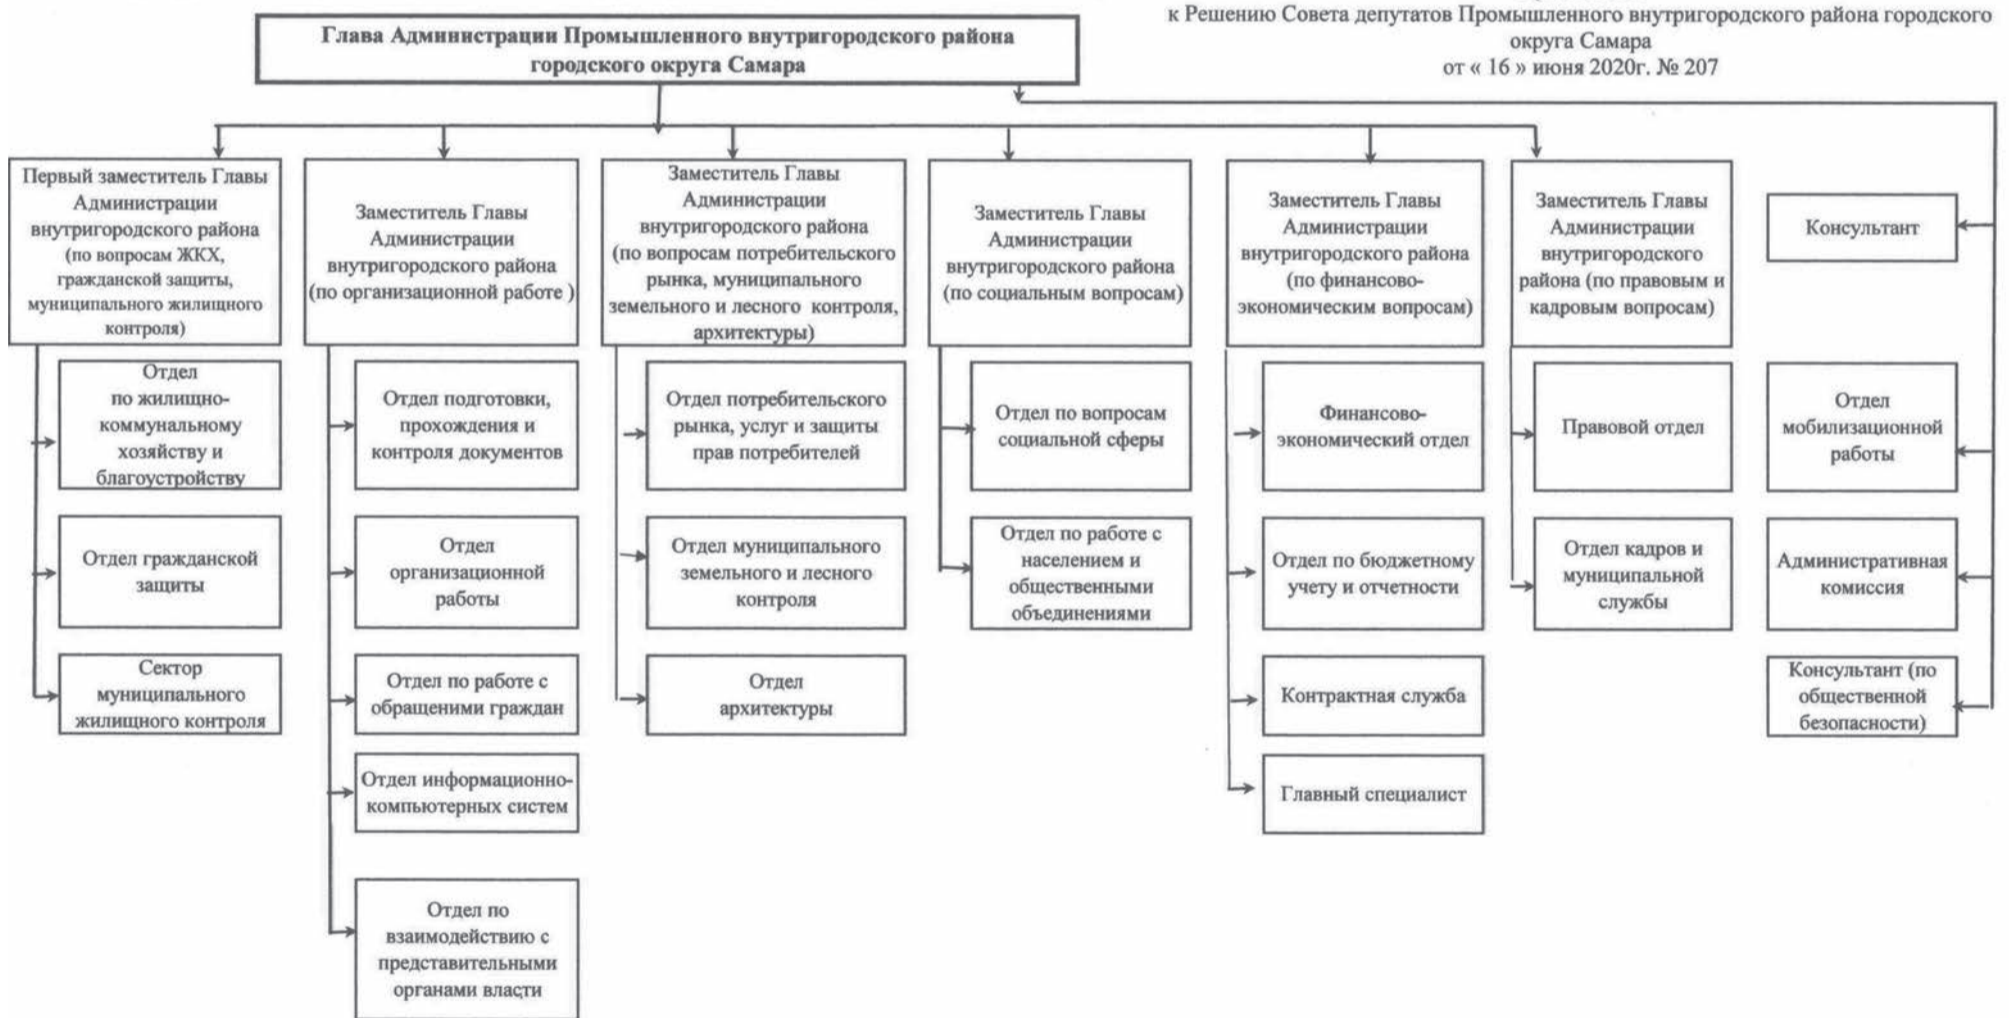 к Решению Совета депутатов Промышленного внутригородского района городского
округа Самара
от « 16 » июня 2020г. № 207
Глава Администрации Промышленного внутригородского района
городского округа Самара
Первый заместитель Главы
Администрации
внутригородского района
(по вопросам ЖКХ,
гражданской защиты,
муниципального жилищного
контроля)
Отдел
по жилищно-
коммунальному
хозяйству и
благоустройству
Отдел гражданской
защиты
Сектор
муниципального
жилищного контроля
Заместитель Главы
Администрации
внутригородского района
(по организационной работе )
Отдел подготовки,
прохождения и
контроля документов
Отдел
организационной
работы
Отдел по работе с
обращеними граждан
Отдел информационно-
компьютерных систем
Отдел по
взаимодействию с
представительными
органами власти
Заместитель Главы
Администрации
внутригородского района
(по вопросам потребительского
рынка, муниципального
земельного и лесного контроля,
архитектуры)
Отдел потребительского
рынка, услуг и защиты
прав потребителей
Отдел муниципального
земельного и лесного
контроля
Отдел
архитектуры
Заместитель Главы
Администрации
внутригородского района
(по социальным вопросам)
Отдел по вопросам
социальной сферы
Отдел по работе с
населением и
общественными
объединениями
Заместитель Главы
Администрации
внутригородского района
(по финансово-
экономическим вопросам)
Финансово-
экономический отдел
Отдел по бюджетному
учету и отчетности
Контрактная служба
Главный специалист
Заместитель Главы
Администрации
внутригородского
района (по правовым и
кадровым вопросам)
Правовой отдел
Отдел кадров и
муниципальной
службы
Консультант
Отдел
мобилизационной
работы
Административная
комиссия
Консультант (по
общественной
безопасности)